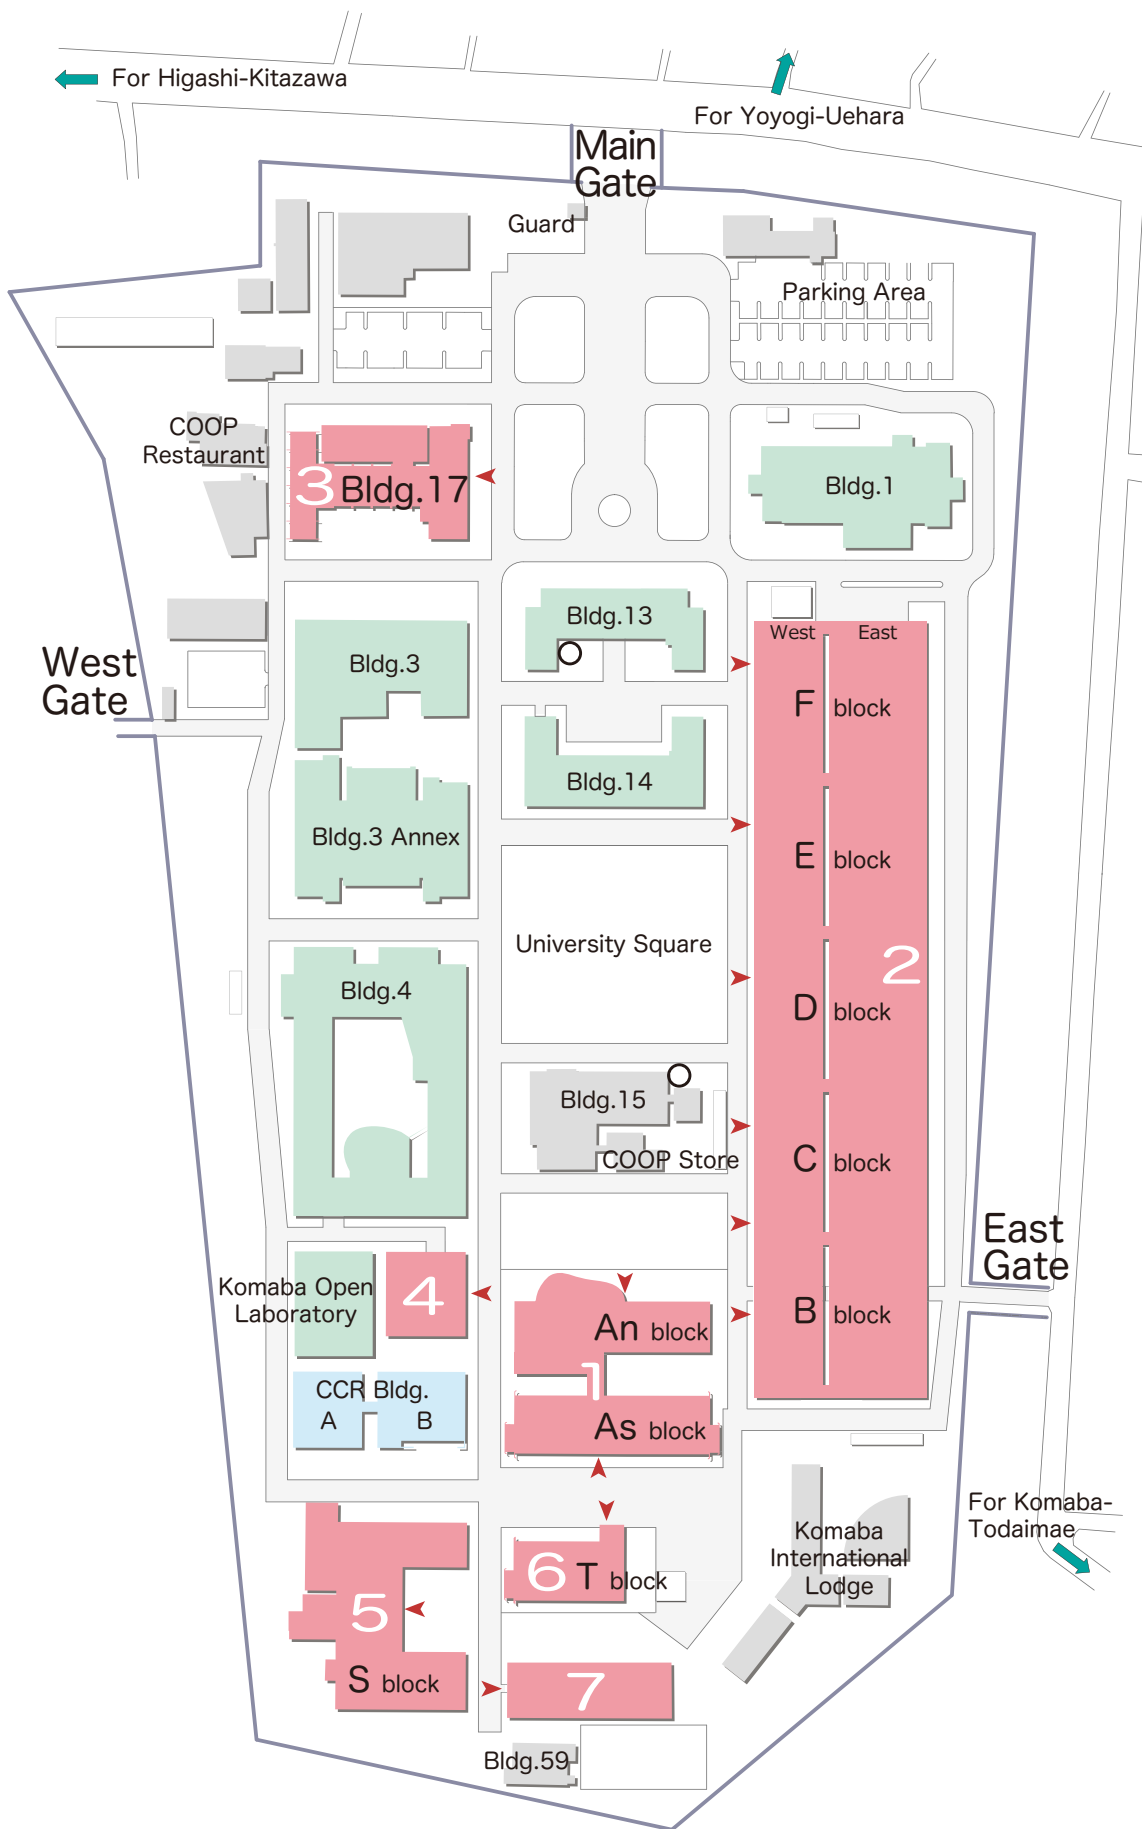 For Higashi-Kitazawa
For Yoyogi-Uehara
Main
Gate
Guard
Parking Area
COOP
Restaurant
3 Bldg.17
Bldg.1
Bldg.13
West East
Bldg.3
West
Gate
F block
Bldg.14
Bldg.3 Annex
E block
University Square
2
Bldg.4
D block
Bldg.15
COOP Store
C block
East
Gate
Komaba Open
Laboratory
4
An block
B block
1
CCR Bldg.
A B
As block
For Komaba-
Todaimae
Komaba
International
Lodge
6 T block
5
S block
7
Bldg.59